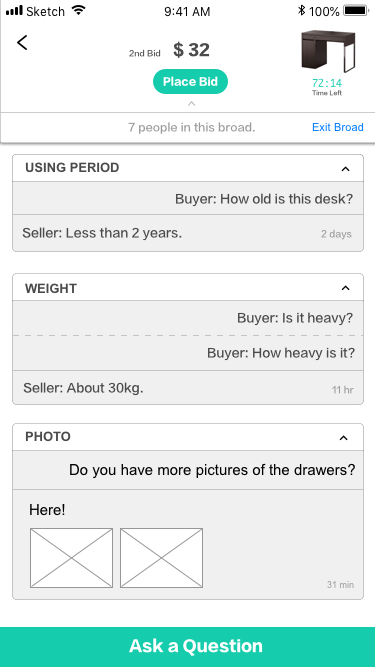 Sketch 9:41 AM 100%
2nd Bid $ 32
Place Bid
72:14
Time Left
7 people in this broad. Exit Broad
USING PERIOD
Buyer: How old is this desk?
Seller: Less than 2 years. 2 days
WEIGHT
Buyer: Is it heavy?
Buyer: How heavy is it?
Seller: About 30kg. 11 hr
PHOTO
Do you have more pictures of the drawers?
Here!
31 min
Ask a Question